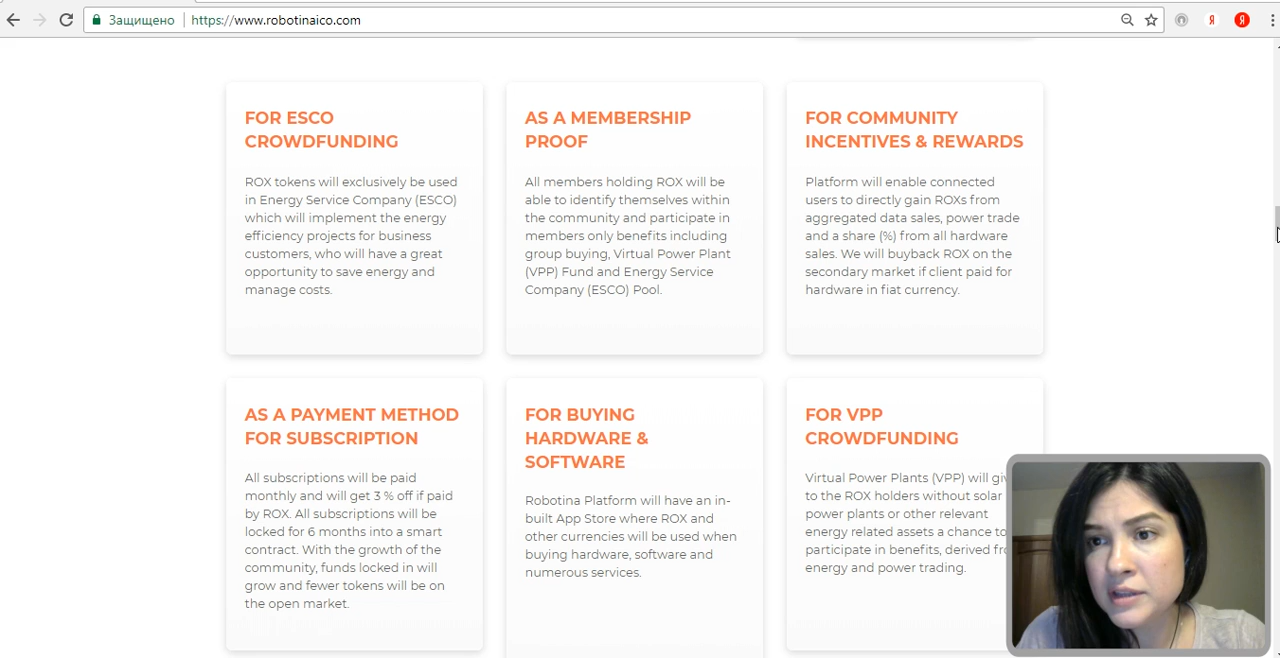 Защищено
https://www.robotinaico.com
Я
Я
FOR ESCO
CROWDFUNDING
ROX tokens will exclusively be used
in Energy Service Company (ESCO)
which will implement the energy
efficiency projects for business
customers, who will have a great
opportunity to save energy and
manage costs.
AS A MEMBERSHIP
PROOF
All members holding ROX will be
able to identify themselves within
the community and participate in
members only benefits including
group buying, Virtual Power Plant
(VPP) Fund and Energy Service
Company (ESCO) Pool.
FOR COMMUNITY
INCENTIVES & REWARDS
Platform will enable connected
users to directly gain ROXs from
aggregated data sales, power trade
and a share (%) from all hardware
sales. We will buyback ROX on the
secondary market if client paid for
hardware in fiat currency.
AS A PAYMENT METHOD
FOR SUBSCRIPTION
All subscriptions will be paid
monthly and will get 3 % off if paid
by ROX. All subscriptions will be
locked for 6 months into a smart
contract. With the growth of the
community, funds locked in will
grow and fewer tokens will be on
the open market.
FOR BUYING
HARDWARE &
SOFTWARE
Robotina Platform will have an in-
built App Store where ROX and
other currencies will be used when
buying hardware, software and
numerous services.
FOR VPP
CROWDFUNDING
Virtual Power Plants (VPP) will
to the ROX holders without solar
power plants or other relevant
energy related assets a chance to
participate in benefits, derived
energy and power trading.